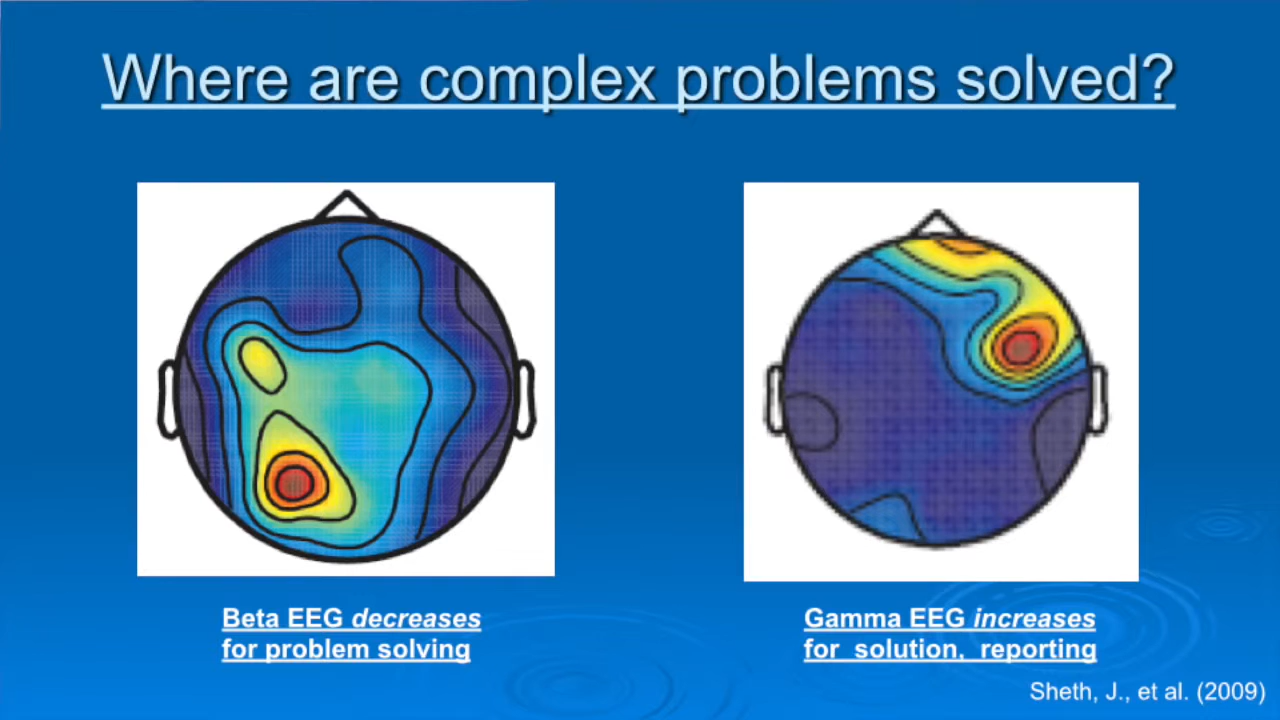 Where are complex problems solved?
Beta EEG decreases
for problem solving
Gamma EEG increases
for solution, reporting
Sheth, J., et al. (2009)